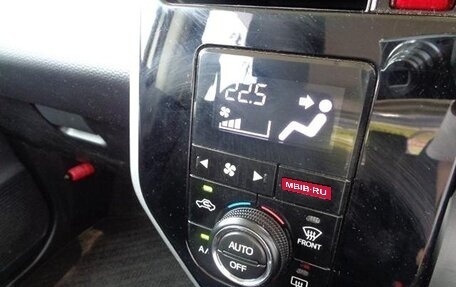 22.5
MBIB.RU
FRONT
A/
AUTO
OFF